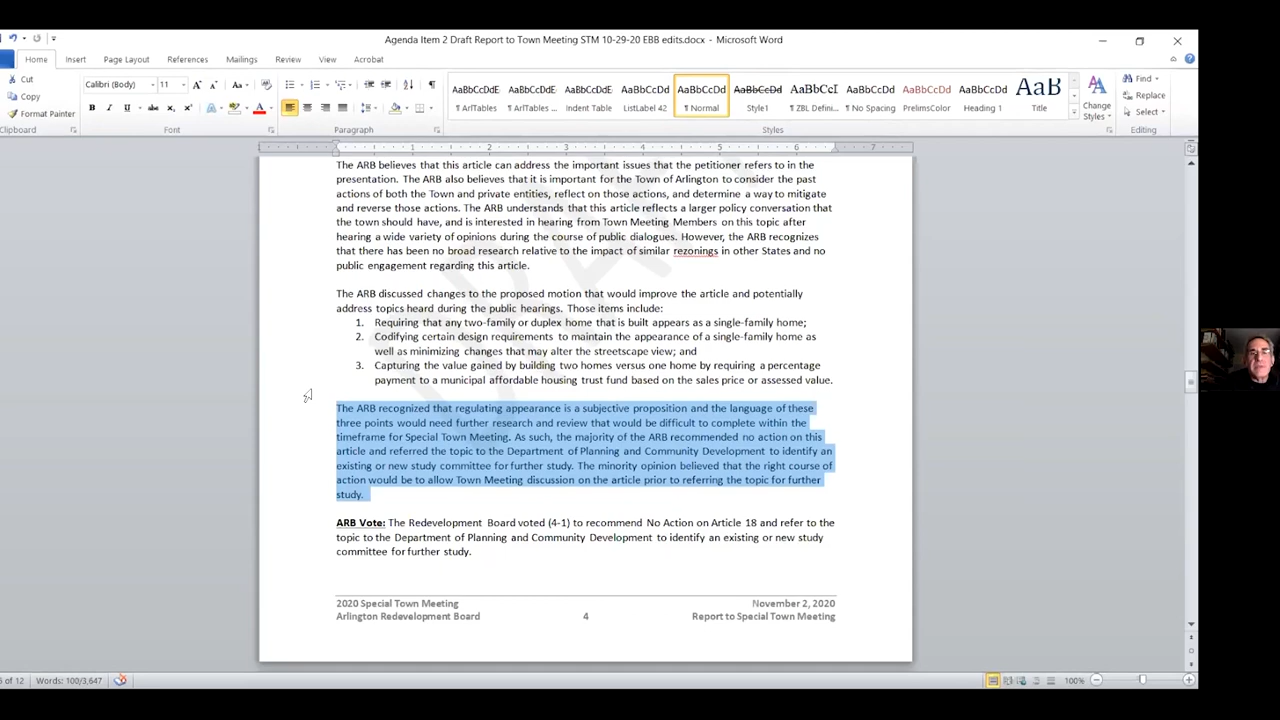 Agenda Item 2 Draft Report to Town Meeting STM 10-29-20 EBB edits.docx - Microsoft Word
Home Insert Page Layout References Mailings Review View Acrobat
Cut
Copy
Format Painter
Clipboard
Calibri (Body) 11
B I U abc x₂ x² A
Font
Paragraph
AaBbCcDdE AaBbCcDdE AaBbCcDd AaBbCcDd AaBbCcDd AaBbCcDd AaBbCcI AaBbCcDd AaBbCcDd AaBbCcDd AaB
¶ ArlTables ¶ ArlTables ... Indent Table ListLabel 42 ¶ Normal Style1 ¶ ZBL Defini... ¶ No Spacing PrelimsColor Heading 1 Title
Styles
Change Styles
Find
Replace
Select
Editing
1 2 3 4 5 6 7
The ARB believes that this article can address the important issues that the petitioner refers to in the
presentation. The ARB also believes that it is important for the Town of Arlington to consider the past
actions of both the Town and private entities, reflect on those actions, and determine a way to mitigate
and reverse those actions. The ARB understands that this article reflects a larger policy conversation that
the town should have, and is interested in hearing from Town Meeting Members on this topic after
hearing a wide variety of opinions during the course of public dialogues. However, the ARB recognizes
that there has been no broad research relative to the impact of similar rezonings in other States and no
public engagement regarding this article.
The ARB discussed changes to the proposed motion that would improve the article and potentially
address topics heard during the public hearings. Those items include:
1. Requiring that any two-family or duplex home that is built appears as a single-family home;
2. Codifying certain design requirements to maintain the appearance of a single-family home as
well as minimizing changes that may alter the streetscape view; and
3. Capturing the value gained by building two homes versus one home by requiring a percentage
payment to a municipal affordable housing trust fund based on the sales price or assessed value.
The ARB recognized that regulating appearance is a subjective proposition and the language of these
three points would need further research and review that would be difficult to complete within the
timeframe for Special Town Meeting. As such, the majority of the ARB recommended no action on this
article and referred the topic to the Department of Planning and Community Development to identify an
existing or new study committee for further study. The minority opinion believed that the right course of
action would be to allow Town Meeting discussion on the article prior to referring the topic for further
study.
ARB Vote: The Redevelopment Board voted (4-1) to recommend No Action on Article 18 and refer to the
topic to the Department of Planning and Community Development to identify an existing or new study
committee for further study.
2020 Special Town Meeting November 2, 2020
Arlington Redevelopment Board 4 Report to Special Town Meeting
of 12 Words: 100/3,647 100%